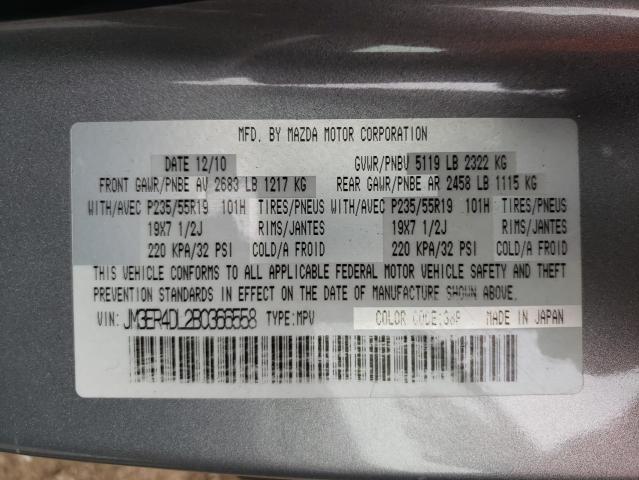 MFD. BY MAZDA MOTOR CORPORATION
DATE 12/10 GVWR/PNBV 5119 LB 2322 KG
FRONT GAWR/PNBE AV 2683 LB 1217 KG REAR GAWR/PNBE AR 2458 LB 1115 KG
WITH/AVEC P235/55R19 101H TIRES/PNEUS WITH/AVEC P235/55R19 101H TIRES/PNEUS
19X7 1/2J RIMS/JANTES 19X7 1/2J RIMS/JANTES
220 KPA/32 PSI COLD/A FROID 220 KPA/32 PSI COLD/A FROID
THIS VEHICLE CONFORMS TO ALL APPLICABLE FEDERAL MOTOR VEHICLE SAFETY AND THEFT
PREVENTION STANDARDS IN EFFECT ON THE DATE OF MANUFACTURE SHOWN ABOVE.
VIN: JM3ER4DL2B0366558 TYPE:MPV COLOR CODE:38P MADE IN JAPAN